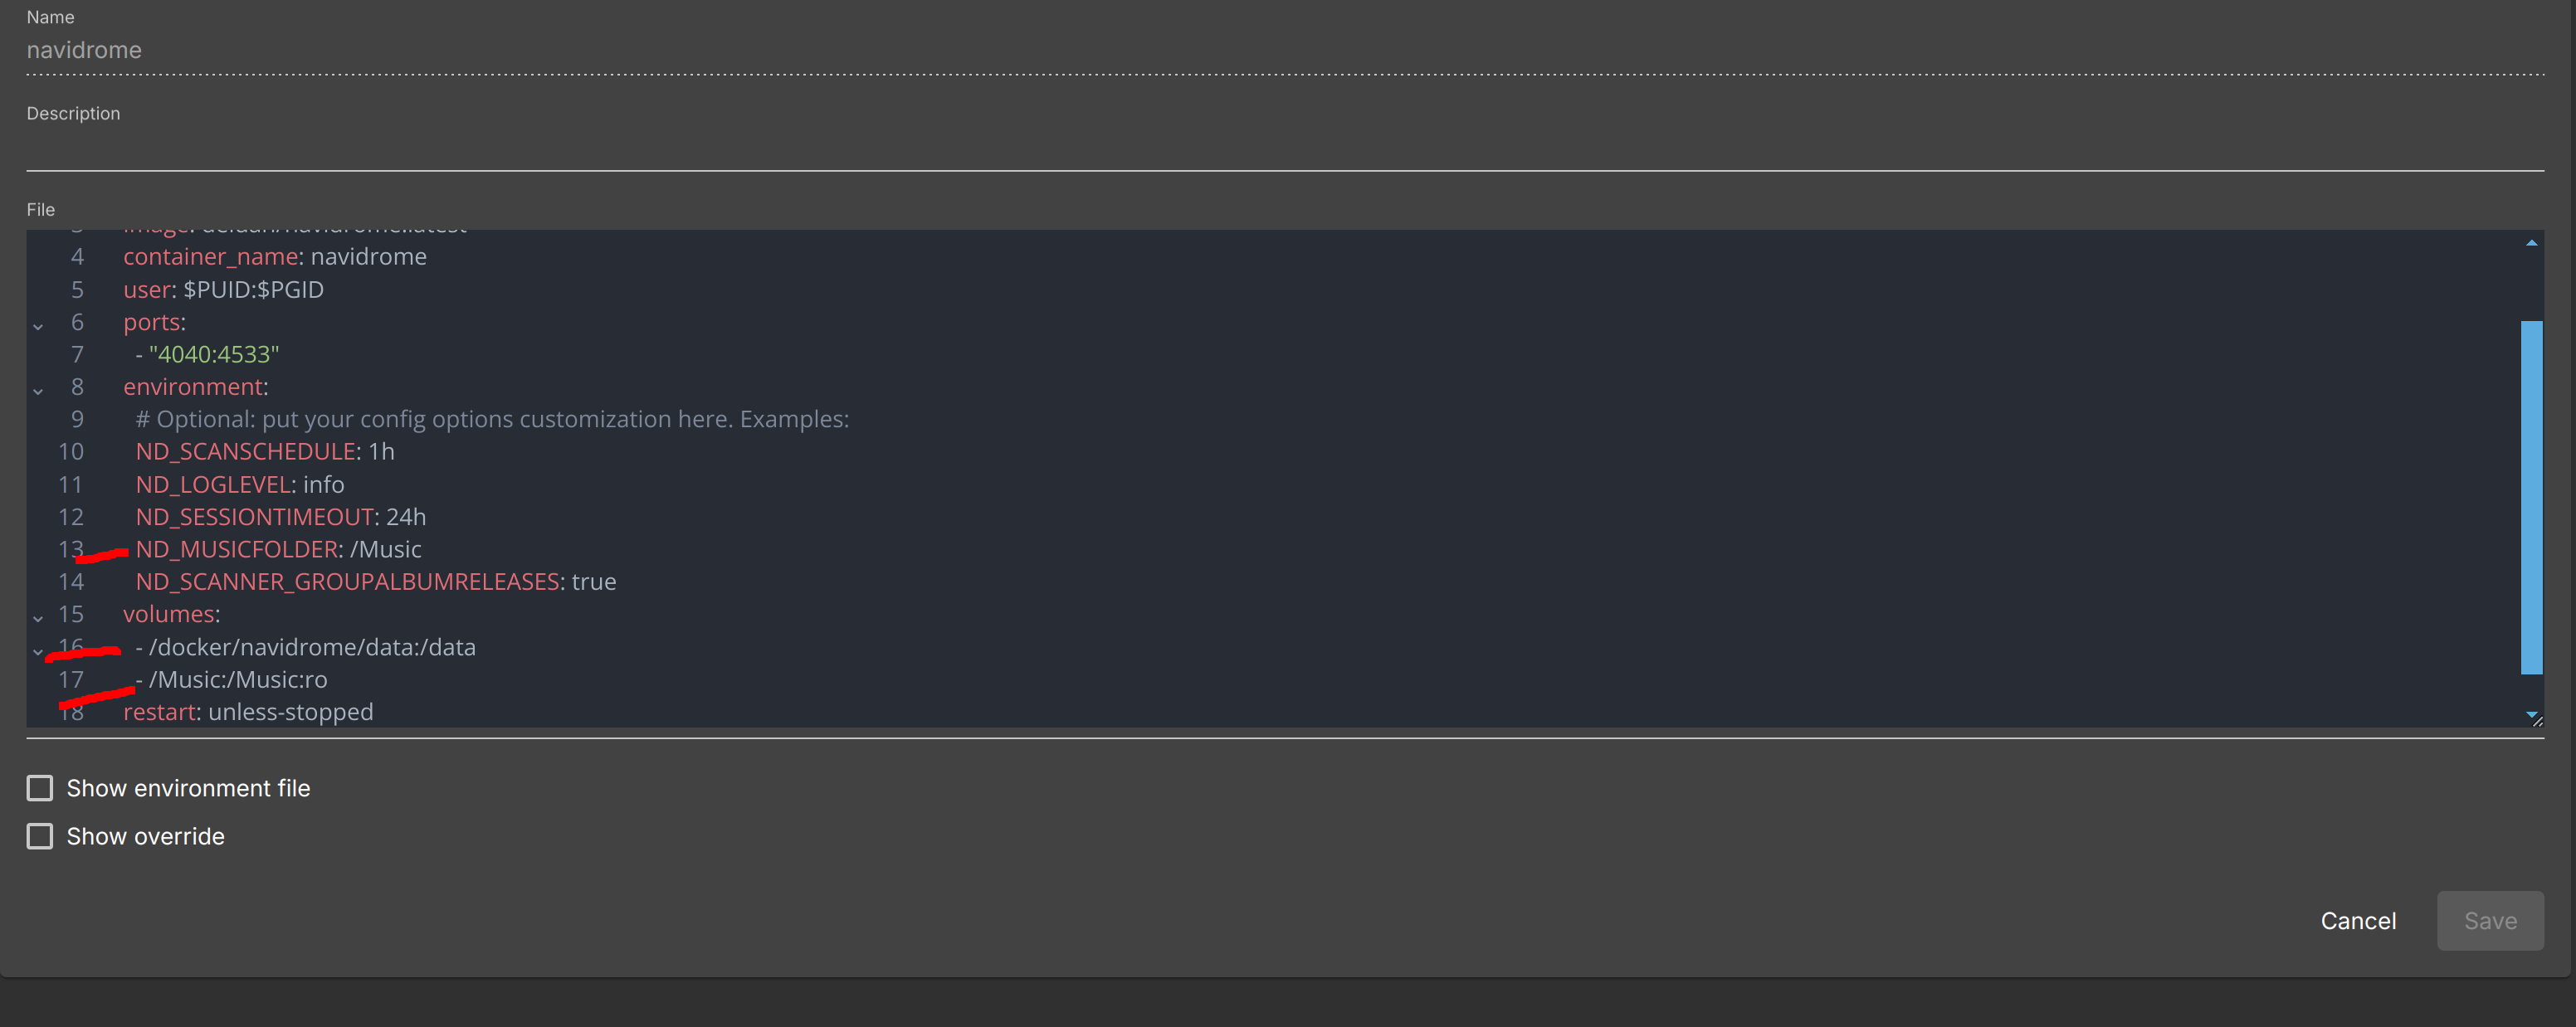 Name
navidrome
Description
File
4 container_name: navidrome
5 user: $PUID:$PGID
6 ports:
7 - "4040:4533"
8 environment:
9 # Optional: put your config options customization here. Examples:
10 ND_SCANSCHEDULE: 1h
11 ND_LOGLEVEL: info
12 ND_SESSIONTIMEOUT: 24h
13 ND_MUSICFOLDER: /Music
14 ND_SCANNER_GROUPALBUMRELEASES: true
15 volumes:
16 - /docker/navidrome/data:/data
17 - /Music:/Music:ro
18 restart: unless-stopped
Show environment file
Show override
Cancel Save